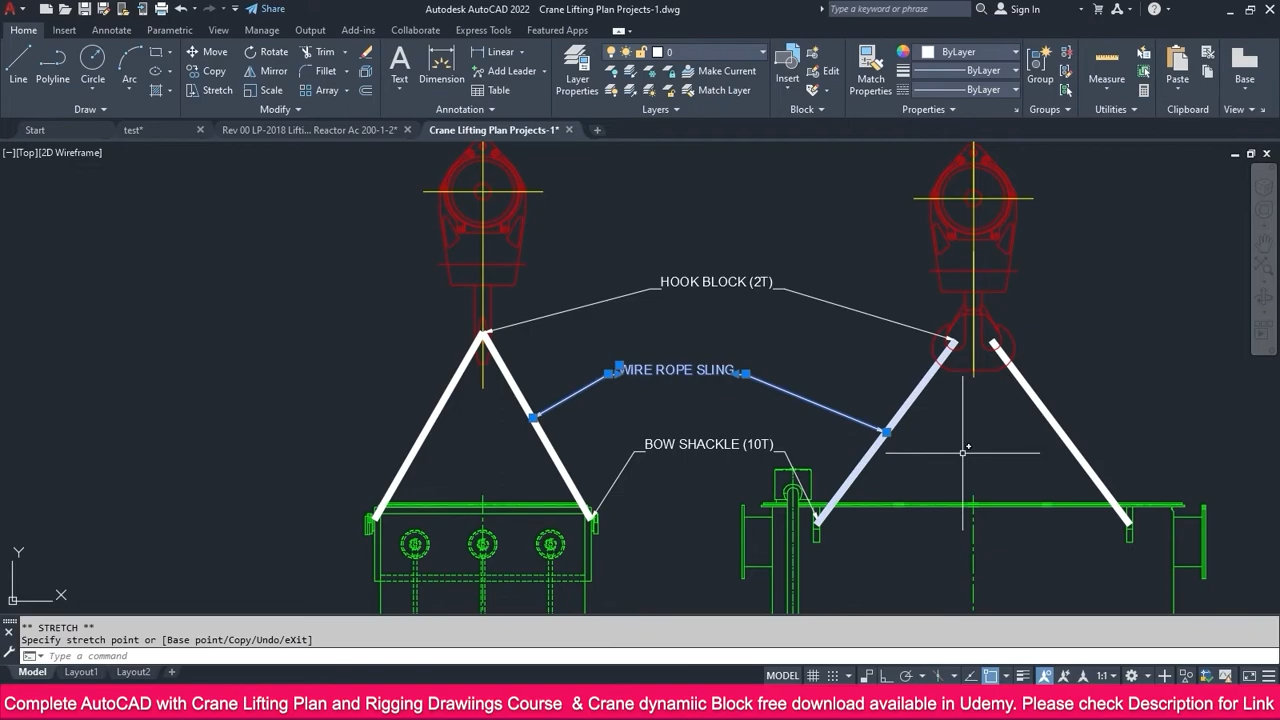 Share
Autodesk AutoCAD 2022 Crane Lifting Plan Projects-1.dwg
Type a keyword or phrase
Sign In
Home Insert Annotate Parametric View Manage Output Add-ins Collaborate Express Tools Featured Apps
Line Polyline Circle Arc
Move Rotate Trim
Copy Mirror Fillet
Stretch Scale Array
Text Dimension
Linear
Add Leader
Table
Layer Properties
0
Make Current
Match Layer
Insert
Edit
Match Properties
ByLayer
ByLayer
ByLayer
Group
Measure
Paste
Base
Draw Modify Annotation Layers Block Properties Groups Utilities Clipboard View
Start test* Rev 00 LP-2018 Lifti... Reactor Ac 200-1-2* Crane Lifting Plan Projects-1*
[−][Top][2D Wireframe]
HOOK BLOCK (2T)
WIRE ROPE SLING
BOW SHACKLE (10T)
Y
X
** STRETCH **
Specify stretch point or [Base point/Copy/Undo/eXit]
Type a command
Model Layout1 Layout2
MODEL
1:1
Complete AutoCAD with Crane Lifting Plan and Rigging Drawiings Course & Crane dynamiic Block free download available in Udemy. Please check Description for Link